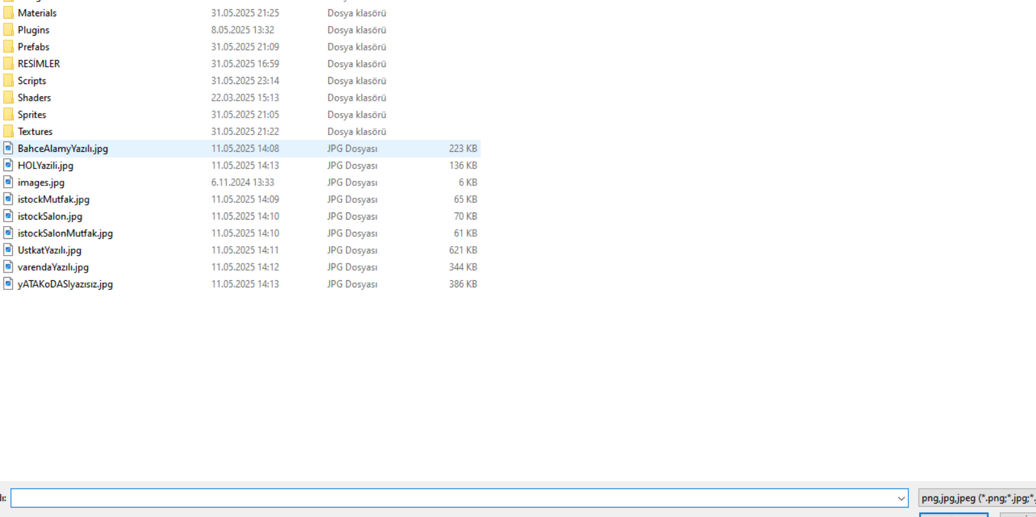 Materials 31.05.2025 21:25 Dosya klasörü
Plugins 8.05.2025 13:32 Dosya klasörü
Prefabs 31.05.2025 21:09 Dosya klasörü
RESİMLER 31.05.2025 16:59 Dosya klasörü
Scripts 31.05.2025 23:14 Dosya klasörü
Shaders 22.03.2025 15:13 Dosya klasörü
Sprites 31.05.2025 21:05 Dosya klasörü
Textures 31.05.2025 21:22 Dosya klasörü
BahceAlamyYazılı.jpg 11.05.2025 14:08 JPG Dosyası 223 KB
HOLYazili.jpg 11.05.2025 14:13 JPG Dosyası 136 KB
images.jpg 6.11.2024 13:33 JPG Dosyası 6 KB
istockMutfak.jpg 11.05.2025 14:09 JPG Dosyası 65 KB
istockSalon.jpg 11.05.2025 14:10 JPG Dosyası 70 KB
istockSalonMutfak.jpg 11.05.2025 14:10 JPG Dosyası 61 KB
UstkatYazılı.jpg 11.05.2025 14:11 JPG Dosyası 621 KB
varendaYazılı.jpg 11.05.2025 14:12 JPG Dosyası 344 KB
yATAKoDASIyazısız.jpg 11.05.2025 14:13 JPG Dosyası 386 KB
png,jpg,jpeg (*.png;*.jpg;*.